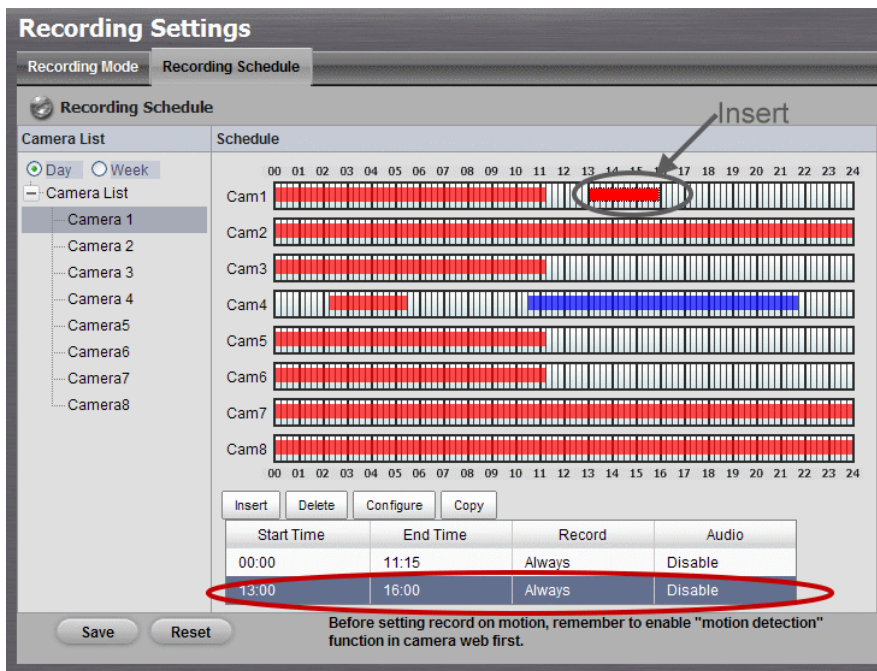 Recording Settings
Recording Mode Recording Schedule
Recording Schedule
Insert
Camera List
Day Week
Camera List
Camera 1
Camera 2
Camera 3
Camera 4
Camera5
Camera6
Camera7
Camera8
Schedule
00 01 02 03 04 05 06 07 08 09 10 11 12 13 14 15 16 17 18 19 20 21 22 23 24
Cam1
Cam2
Cam3
Cam4
Cam5
Cam6
Cam7
Cam8
00 01 02 03 04 05 06 07 08 09 10 11 12 13 14 15 16 17 18 19 20 21 22 23 24
Insert Delete Configure Copy
Start Time End Time Record Audio
00:00 11:15 Always Disable
13:00 16:00 Always Disable
Save Reset
Before setting record on motion, remember to enable "motion detection"
function in camera web first.